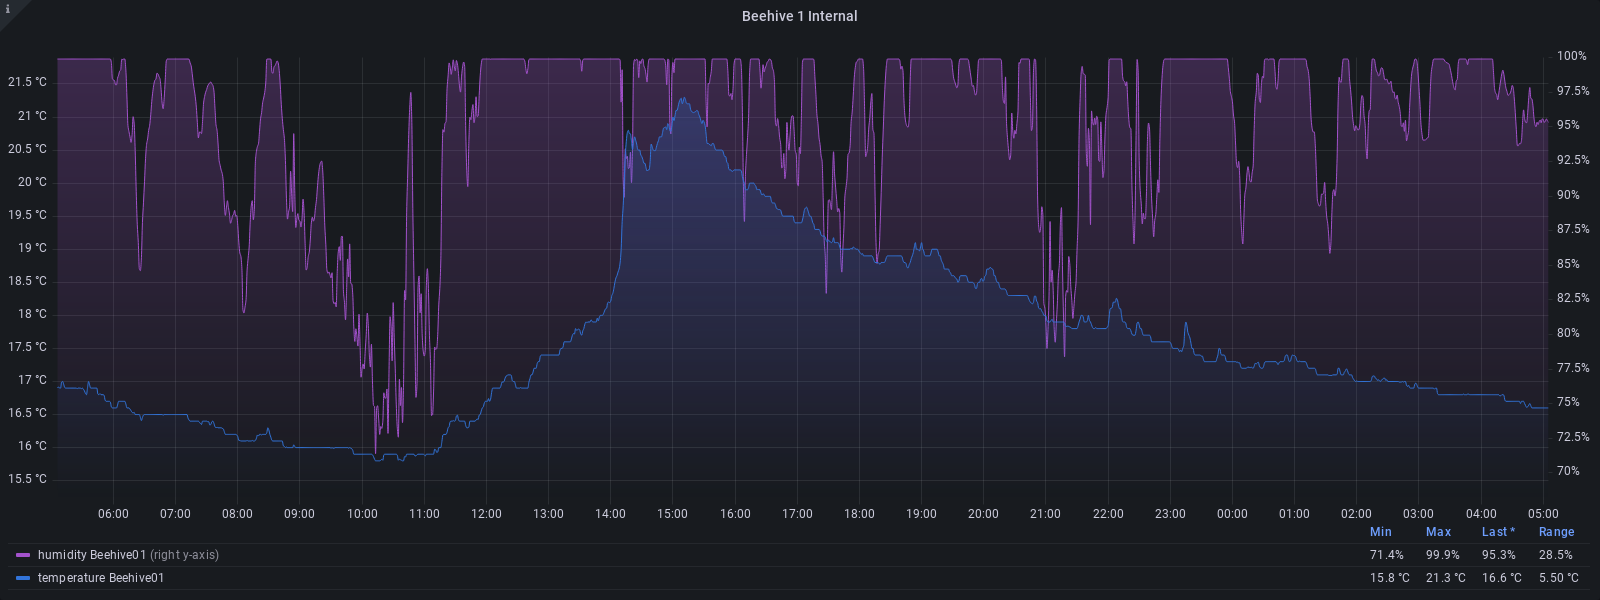 i
Beehive 1 Internal
21.5 °C
21 °C
20.5 °C
20 °C
19.5 °C
19 °C
18.5 °C
18 °C
17.5 °C
17 °C
16.5 °C
16 °C
15.5 °C
100%
97.5%
95%
92.5%
90%
87.5%
85%
82.5%
80%
77.5%
75%
72.5%
70%
06:00 07:00 08:00 09:00 10:00 11:00 12:00 13:00 14:00 15:00 16:00 17:00 18:00 19:00 20:00 21:00 22:00 23:00 00:00 01:00 02:00 03:00 04:00 05:00
Min Max Last * Range
humidity Beehive01 (right y-axis) 71.4% 99.9% 95.3% 28.5%
temperature Beehive01 15.8 °C 21.3 °C 16.6 °C 5.50 °C